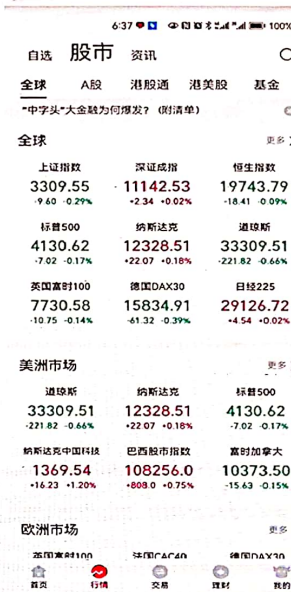 6:37 100%
自选 股市 资讯
全球 A股 港股通 港美股 基金
“中字头”大金融为何爆发？(附清单)
全球 更多
上证指数 深证成指 恒生指数
3309.55 11142.53 19743.79
-9.60 -0.29% +2.34 +0.02% -18.41 -0.09%
标普500 纳斯达克 道琼斯
4130.62 12328.51 33309.51
-7.02 -0.17% +22.07 +0.18% -221.82 -0.66%
英国富时100 德国DAX30 日经225
7730.58 15834.91 29126.72
-10.75 -0.14% -61.32 -0.39% +4.54 +0.02%
美洲市场 更多
道琼斯 纳斯达克 标普500
33309.51 12328.51 4130.62
-221.82 -0.66% +22.07 +0.18% -7.02 -0.17%
纳斯达克中国科技 巴西股市指数 富时加拿大
1369.54 108256.0 10373.50
+16.23 +1.20% +808.0 +0.75% -15.63 -0.15%
欧洲市场 更多
英国富时100 法国CAC40 德国DAX30
首页 行情 交易 理财 我的